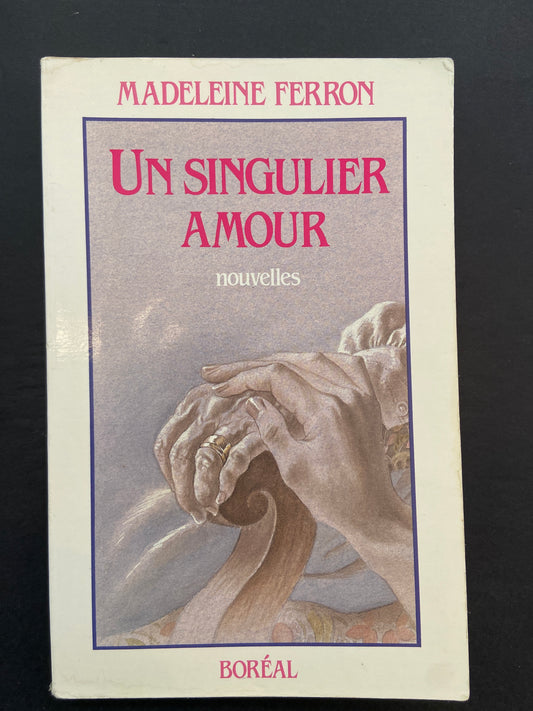 MADELEINE FERRON
UN SINGULIER
AMOUR
nouvelles
BORÉAL